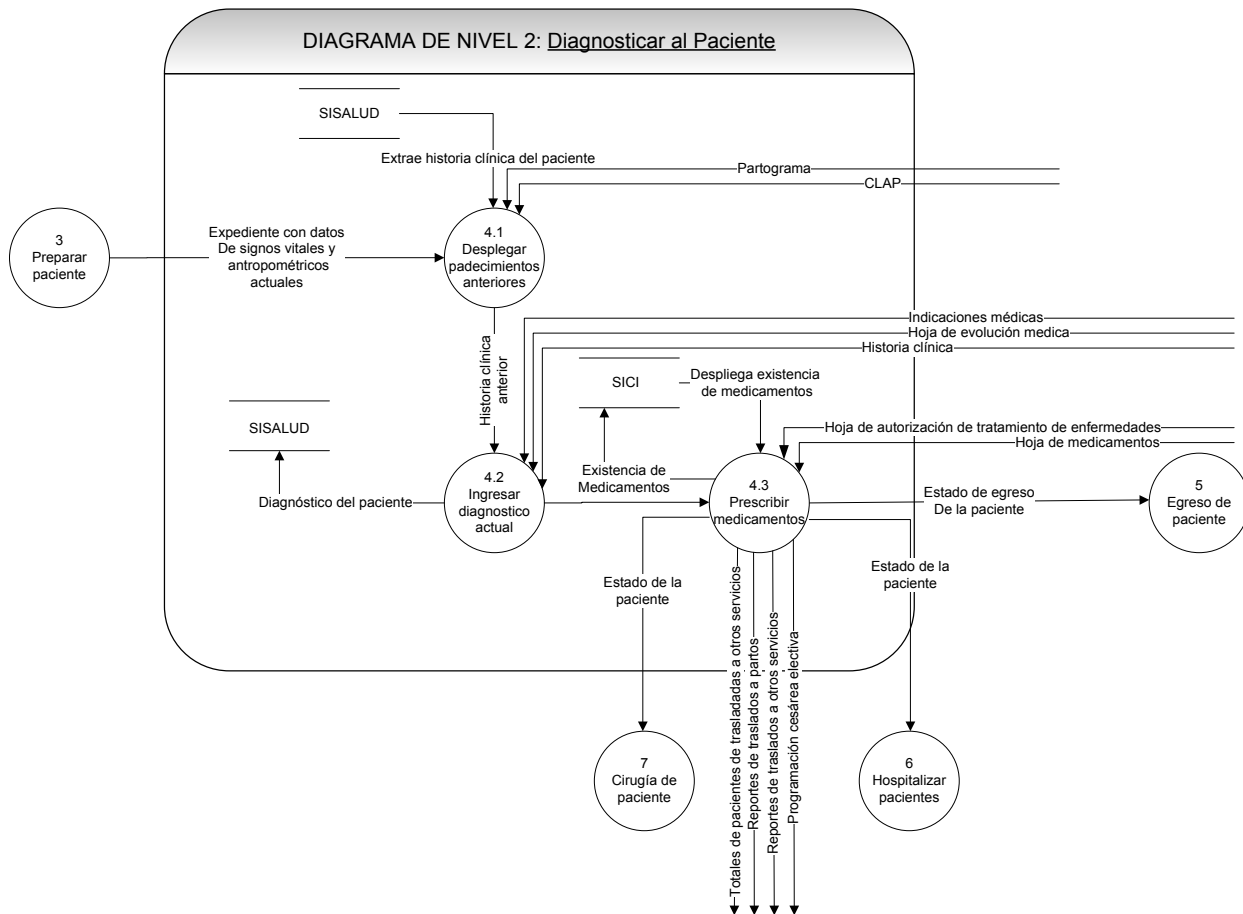 DIAGRAMA DE NIVEL 2: Diagnosticar al Paciente
SISALUD
Extrae historia clínica del paciente
Partograma
CLAP
3
Preparar
paciente
Expediente con datos
De signos vitales y
antropométricos
actuales
4.1
Desplegar
padecimientos
anteriores
Historia clínica
anterior
Indicaciones médicas
Hoja de evolución medica
Historia clínica
SICI
Despliega existencia
de medicamentos
SISALUD
Hoja de autorización de tratamiento de enfermedades
Hoja de medicamentos
Diagnóstico del paciente
4.2
Ingresar
diagnostico
actual
Existencia de
Medicamentos
4.3
Prescribir
medicamentos
Estado de egreso
De la paciente
5
Egreso de
paciente
Estado de la
paciente
Estado de la
paciente
Totales de pacientes de trasladadas a otros servicios
Reportes de traslados a partos
Reportes de traslados a otros servicios
Programación cesárea electiva
7
Cirugía de
paciente
6
Hospitalizar
pacientes